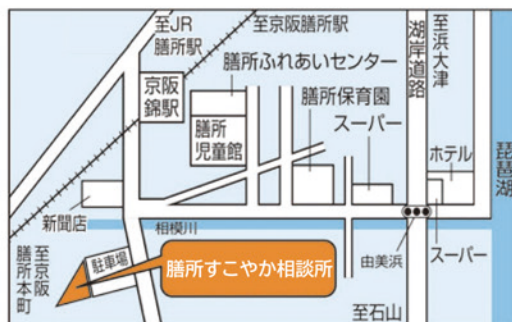 至JR
膳所駅
至京阪膳所駅
膳所ふれあいセンター
京阪
錦駅
膳所
児童館
膳所保育園
スーパー
湖岸道路
至浜大津
ホテル
琵琶湖
新聞店
相模川
由美浜
スーパー
至京阪
膳所本町
駐車場
膳所すこやか相談所
至石山